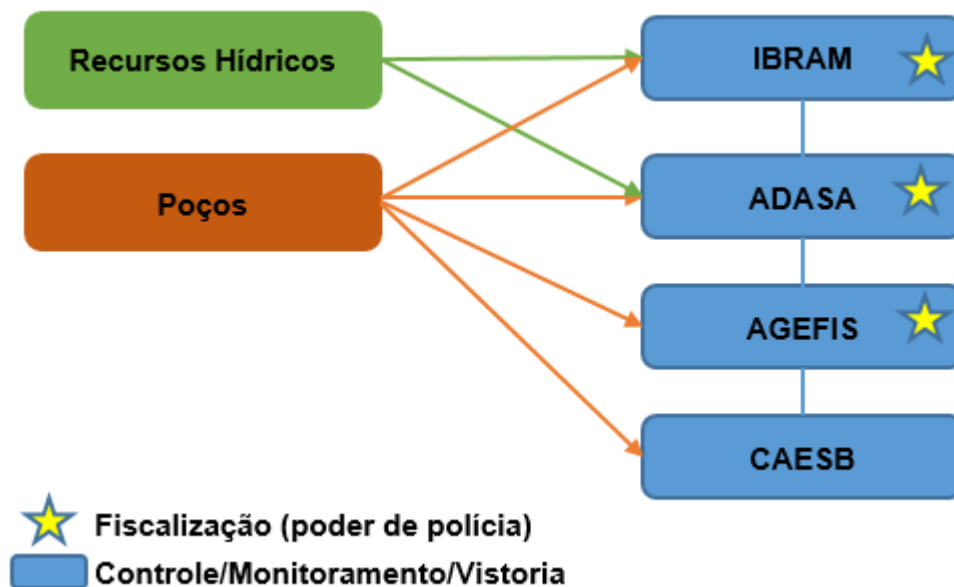 Recursos Hídricos
Poços
IBRAM
ADASA
AGEFIS
CAESB
Fiscalização (poder de polícia)
Controle/Monitoramento/Vistoria